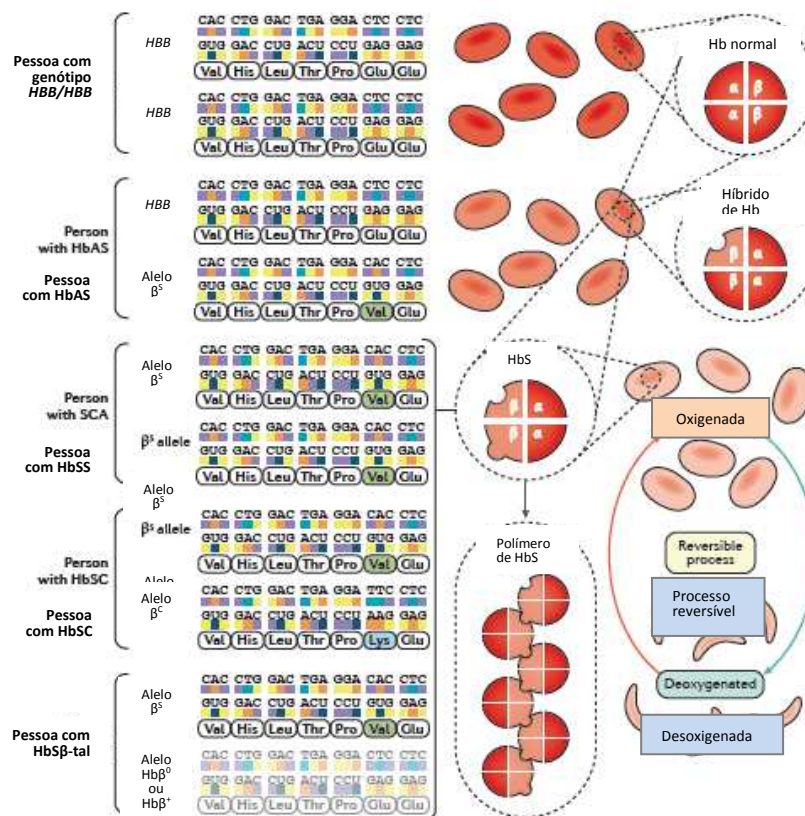 Pessoa com
genótipo
HBB/HBB
HBB
CAC CTG GAC TGA GGA CTC CTC
GUG GAC CUG ACU CCU GAG GAG
Val His Leu Thr Pro Glu Glu
HBB
CAC CTG GAC TGA GGA CTC CTC
GUG GAC CUG ACU CCU GAG GAG
Val His Leu Thr Pro Glu Glu
Hb normal
α β
α β
Person
with HbAS
Pessoa
com HbAS
HBB
CAC CTG GAC TGA GGA CTC CTC
GUG GAC CUG ACU CCU GAG GAG
Val His Leu Thr Pro Glu Glu
Alelo
βS
CAC CTG GAC TGA GGA CAC CTC
GUG GAC CUG ACU CCU GUG GAG
Val His Leu Thr Pro Val Glu
Híbrido
de Hb
β α
β α
Person
with SCA
Pessoa
com HbSS
Alelo
βS
CAC CTG GAC TGA GGA CAC CTC
GUG GAC CUG ACU CCU GUG GAG
Val His Leu Thr Pro Val Glu
βS allele
CAC CTG GAC TGA GGA CAC CTC
GUG GAC CUG ACU CCU GUG GAG
Val His Leu Thr Pro Val Glu
HbS
β α
β α
Oxigenada
Person
with HbSC
Pessoa
com HbSC
Alelo
βS
βS allele
CAC CTG GAC TGA GGA CAC CTC
GUG GAC CUG ACU CCU GUG GAG
Val His Leu Thr Pro Val Glu
Alelo
βC
CAC CTG GAC TGA GGA TTC CTC
GUG GAC CUG ACU CCU AAG GAG
Val His Leu Thr Pro Lys Glu
Polímero
de HbS
Reversible
process
Processo
reversível
Deoxygenated
Desoxigenada
Pessoa com
HbSβ-tal
Alelo
βS
CAC CTG GAC TGA GGA CAC CTC
GUG GAC CUG ACU CCU GUG GAG
Val His Leu Thr Pro Val Glu
Alelo
Hbβ0
ou
Hbβ+
CAC CTG GAC TGA GGA CTC CTC
GUG GAC CUG ACU CCU GAG GAG
Val His Leu Thr Pro Glu Glu